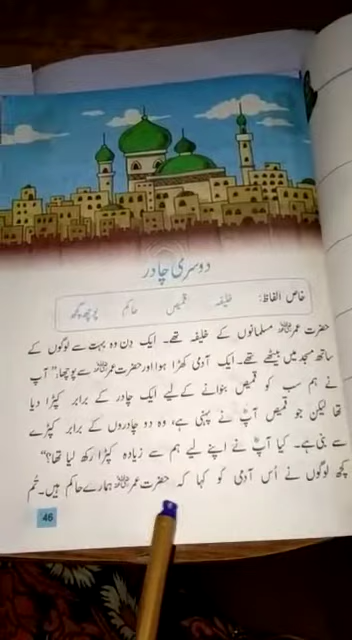 دوسری چادر
خاص الفاظ: خلیفہ قمیص حاکم پوچھ گچھ
حضرت عمرؓ مسلمانوں کے خلیفہ تھے۔ ایک دن وہ بہت سے لوگوں کے
ساتھ مسجد میں بیٹھے تھے۔ ایک آدمی کھڑا ہوا اور حضرت عمرؓ سے پوچھا، "آپ
نے ہم سب کو قمیص بنوانے کے لیے ایک چادر کے برابر کپڑا دیا
تھا لیکن جو قمیص آپؓ نے پہنی ہے، وہ دو چادروں کے برابر کپڑے
سے بنی ہے۔ کیا آپؓ نے اپنے لیے ہم سے زیادہ کپڑا رکھ لیا تھا؟"
کچھ لوگوں نے اُس آدمی کو کہا کہ حضرت عمرؓ ہمارے حاکم ہیں۔ تُم
46